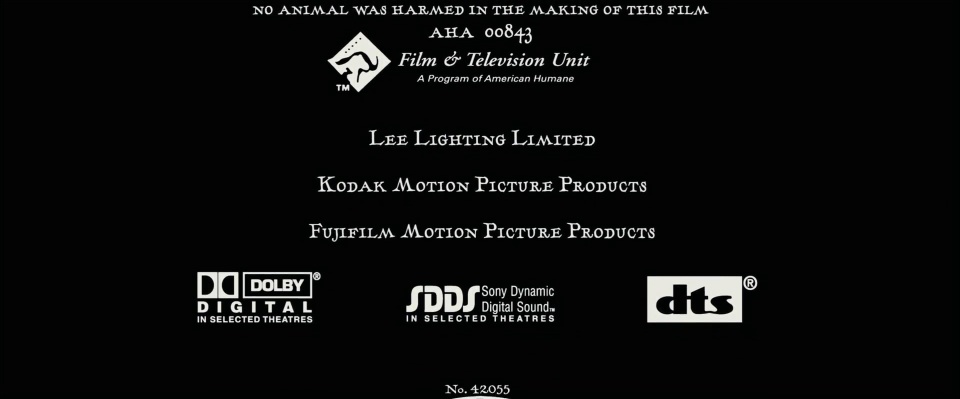 NO ANIMAL WAS HARMED IN THE MAKING OF THIS FILM
AHA 00843
Film & Television Unit
A Program of American Humane
TM
LEE LIGHTING LIMITED
KODAK MOTION PICTURE PRODUCTS
FUJIFILM MOTION PICTURE PRODUCTS
DOLBY®
DIGITAL
IN SELECTED THEATRES
SDDS Sony Dynamic
Digital Sound™
IN SELECTED THEATRES
dts®
No. 42055